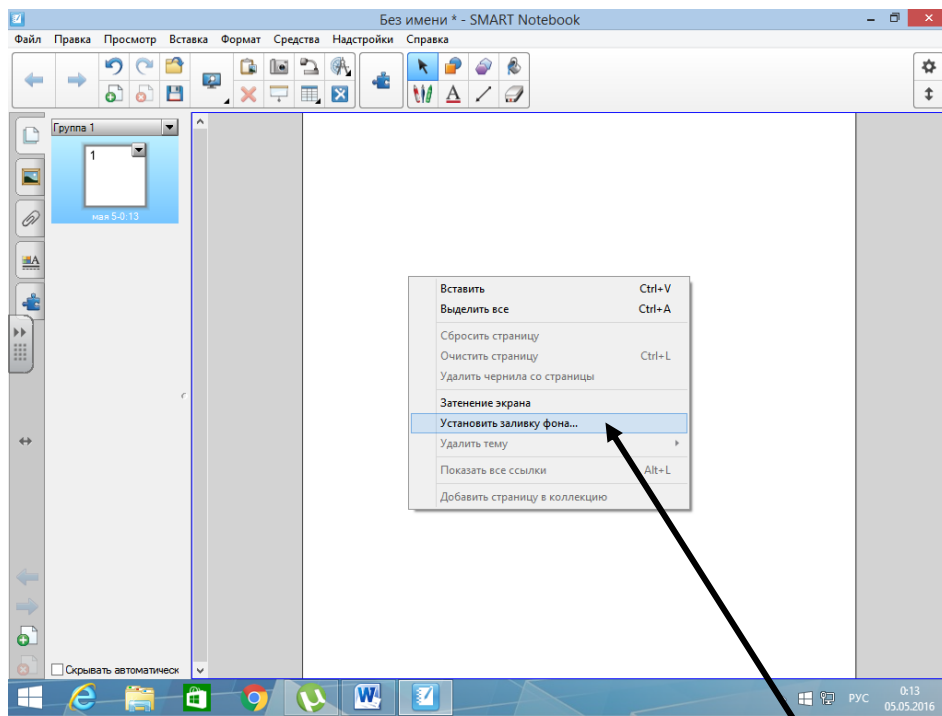 Без имени * - SMART Notebook
Файл Правка Просмотр Вставка Формат Средства Надстройки Справка
Группа 1
1
мая 5-0:13
Вставить Ctrl+V
Выделить все Ctrl+A
Сбросить страницу
Очистить страницу Ctrl+L
Удалить чернила со страницы
Затенение экрана
Установить заливку фона...
Удалить тему
Показать все ссылки Alt+L
Добавить страницу в коллекцию
Скрывать автоматическ
РУС 0:13
05.05.2016